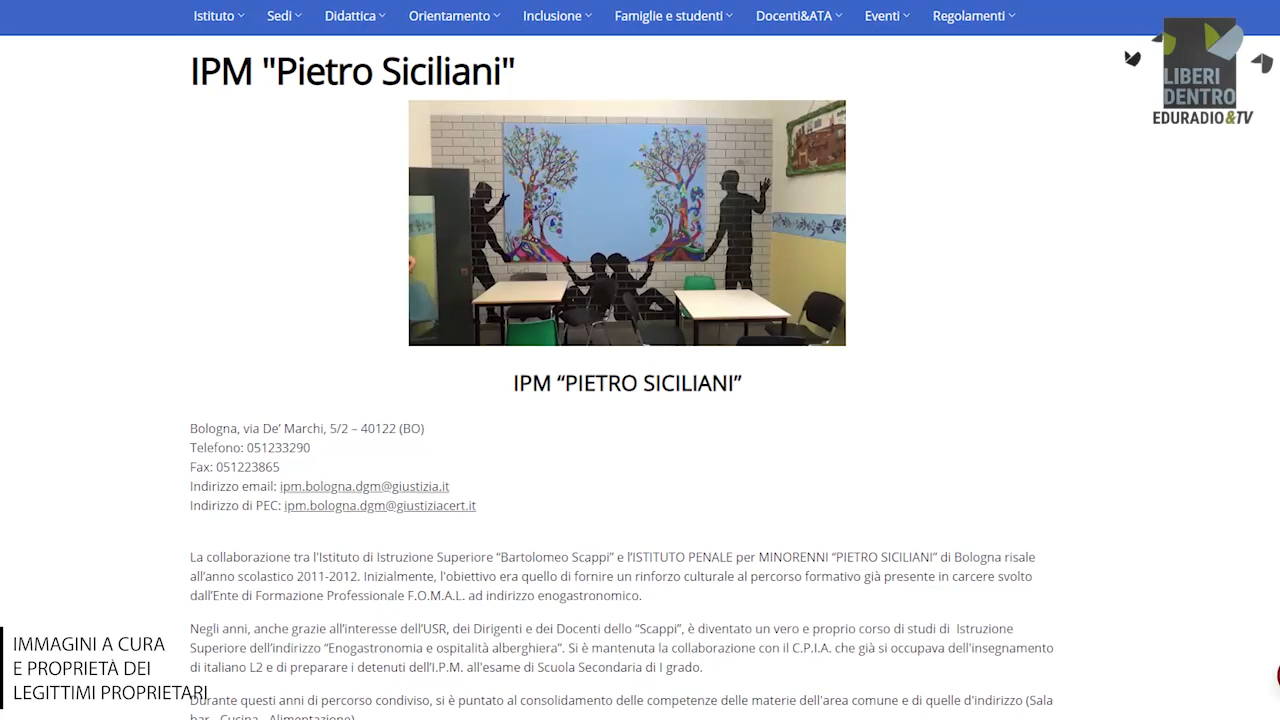 Istituto Sedi Didattica Orientamento Inclusione Famiglie e studenti Docenti&ATA Eventi Regolamenti
LIBERI
DENTRO
EDURADIO&TV
IPM "Pietro Siciliani"
IPM “PIETRO SICILIANI”
Bologna, via De’ Marchi, 5/2 – 40122 (BO)
Telefono: 051233290
Fax: 051223865
Indirizzo email: ipm.bologna.dgm@giustizia.it
Indirizzo di PEC: ipm.bologna.dgm@giustiziacert.it
La collaborazione tra l'Istituto di Istruzione Superiore “Bartolomeo Scappi” e l’ISTITUTO PENALE per MINORENNI “PIETRO SICILIANI” di Bologna risale
all’anno scolastico 2011-2012. Inizialmente, l'obiettivo era quello di fornire un rinforzo culturale al percorso formativo già presente in carcere svolto
dall’Ente di Formazione Professionale F.O.M.A.L. ad indirizzo enogastronomico.
Negli anni, anche grazie all’interesse dell’USR, dei Dirigenti e dei Docenti dello “Scappi”, è diventato un vero e proprio corso di studi di Istruzione
Superiore dell’indirizzo “Enogastronomia e ospitalità alberghiera”. Si è mantenuta la collaborazione con il C.P.I.A. che già si occupava dell'insegnamento
di italiano L2 e di preparare i detenuti dell’I.P.M. all'esame di Scuola Secondaria di I grado.
Durante questi anni di percorso condiviso, si è puntato al consolidamento delle competenze delle materie dell'area comune e di quelle d'indirizzo (Sala
bar - Cucina - Alimentazione)
IMMAGINI A CURA
E PROPRIETÀ DEI
LEGITTIMI PROPRIETARI